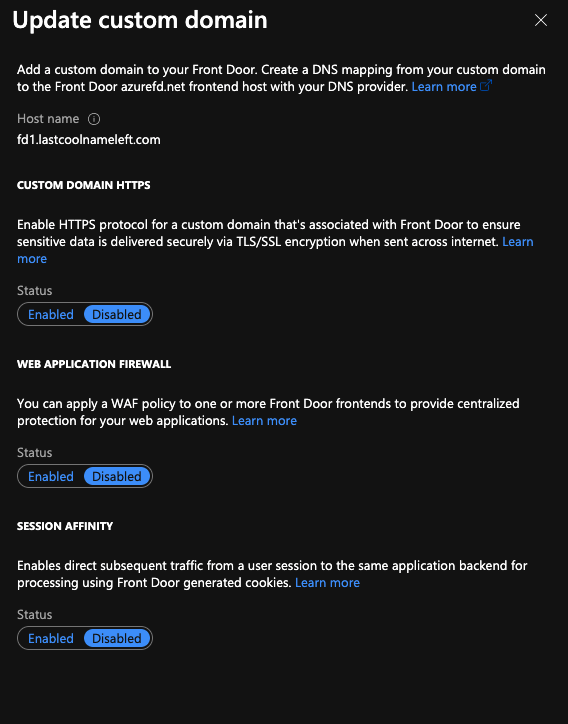 Update custom domain
Add a custom domain to your Front Door. Create a DNS mapping from your custom domain
to the Front Door azurefd.net frontend host with your DNS provider. Learn more
Host name
fd1.lastcoolnameleft.com
CUSTOM DOMAIN HTTPS
Enable HTTPS protocol for a custom domain that's associated with Front Door to ensure
sensitive data is delivered securely via TLS/SSL encryption when sent across internet. Learn
more
Status
Enabled Disabled
WEB APPLICATION FIREWALL
You can apply a WAF policy to one or more Front Door frontends to provide centralized
protection for your web applications. Learn more
Status
Enabled Disabled
SESSION AFFINITY
Enables direct subsequent traffic from a user session to the same application backend for
processing using Front Door generated cookies. Learn more
Status
Enabled Disabled